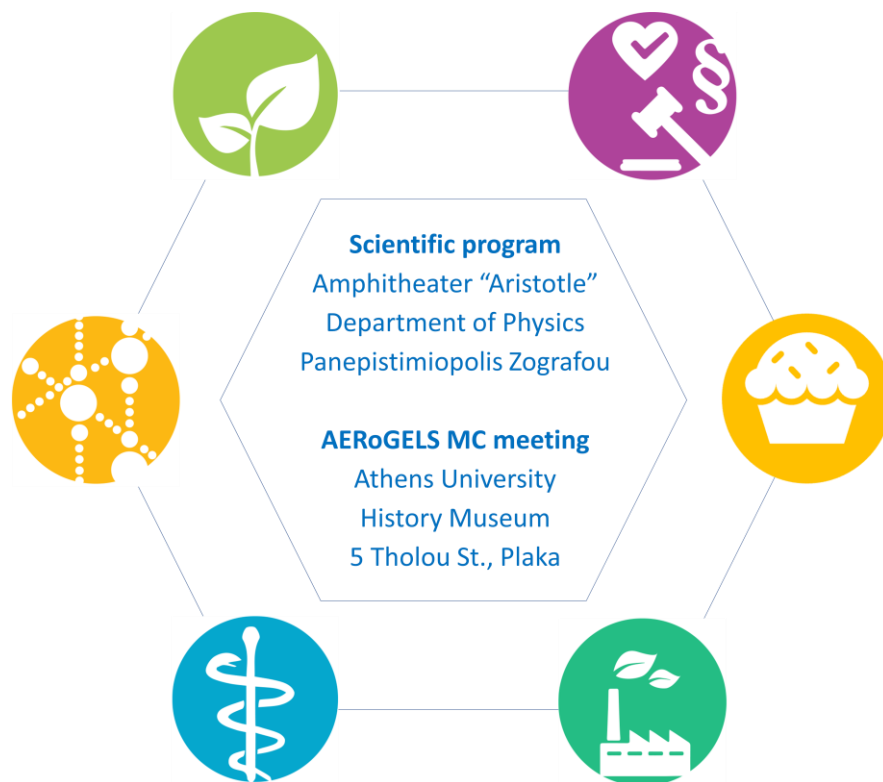 Scientific program
Amphitheater “Aristotle”
Department of Physics
Panepistimiopolis Zografou
AERoGELS MC meeting
Athens University
History Museum
5 Tholou St., Plaka